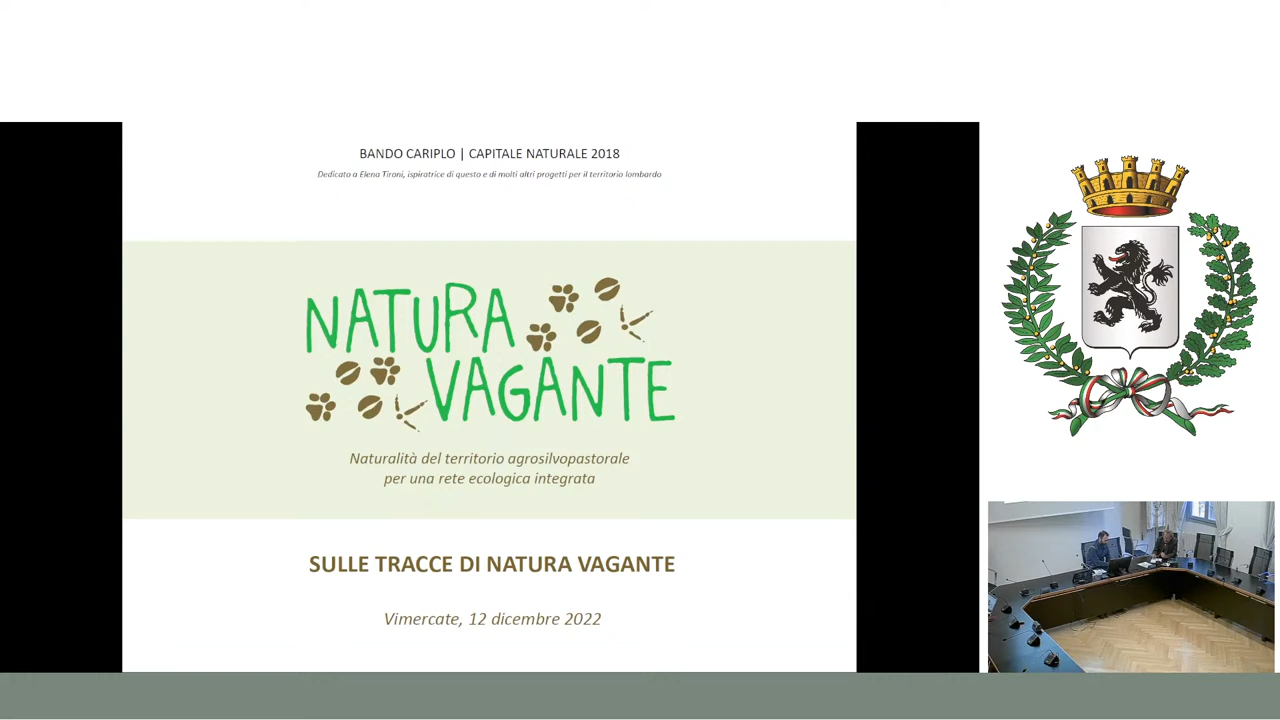 BANDO CARIPLO | CAPITALE NATURALE 2018
Dedicato a Elena Tironi, ispiratrice di questo e di molti altri progetti per il territorio lombardo
NATURA
VAGANTE
Naturalità del territorio agrosilvopastorale
per una rete ecologica integrata
SULLE TRACCE DI NATURA VAGANTE
Vimercate, 12 dicembre 2022